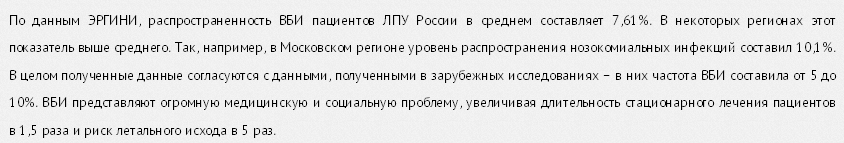 По данным ЭРГИНИ, распространенность ВБИ пациентов ЛПУ России в среднем составляет 7,61%. В некоторых регионах этот
показатель выше среднего. Так, например, в Московском регионе уровень распространения нозокомиальных инфекций составил 10,1%.
В целом полученные данные согласуются с данными, полученными в зарубежных исследованиях – в них частота ВБИ составила от 5 до
10%. ВБИ представляют огромную медицинскую и социальную проблему, увеличивая длительность стационарного лечения пациентов
в 1,5 раза и риск летального исхода в 5 раз.